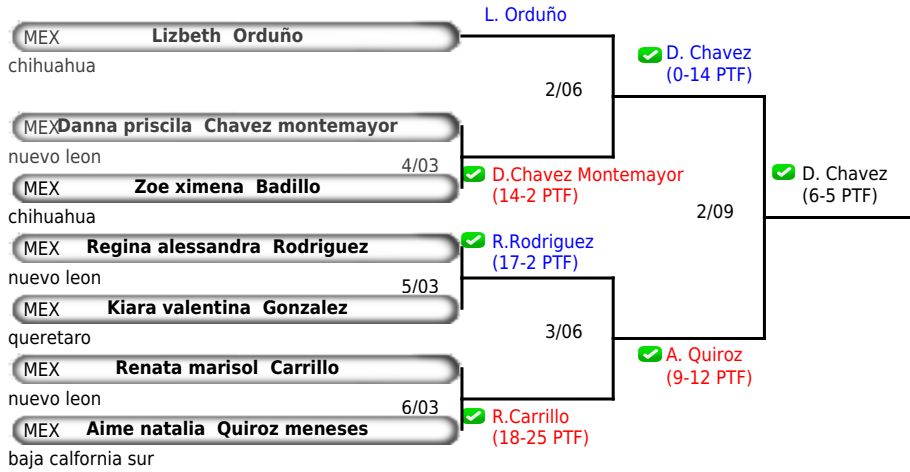 L. Orduño
MEX Lizbeth Orduño
chihuahua
D. Chavez
(0-14 PTF)
2/06
MEX Danna priscila Chavez montemayor
nuevo leon
4/03
D.Chavez Montemayor
(14-2 PTF)
MEX Zoe ximena Badillo
chihuahua
D. Chavez
(6-5 PTF)
2/09
MEX Regina alessandra Rodriguez
nuevo leon
R.Rodriguez
(17-2 PTF)
5/03
MEX Kiara valentina Gonzalez
queretaro
3/06
A. Quiroz
(9-12 PTF)
MEX Renata marisol Carrillo
nuevo leon
6/03
R.Carrillo
(18-25 PTF)
MEX Aime natalia Quiroz meneses
baja calfornia sur